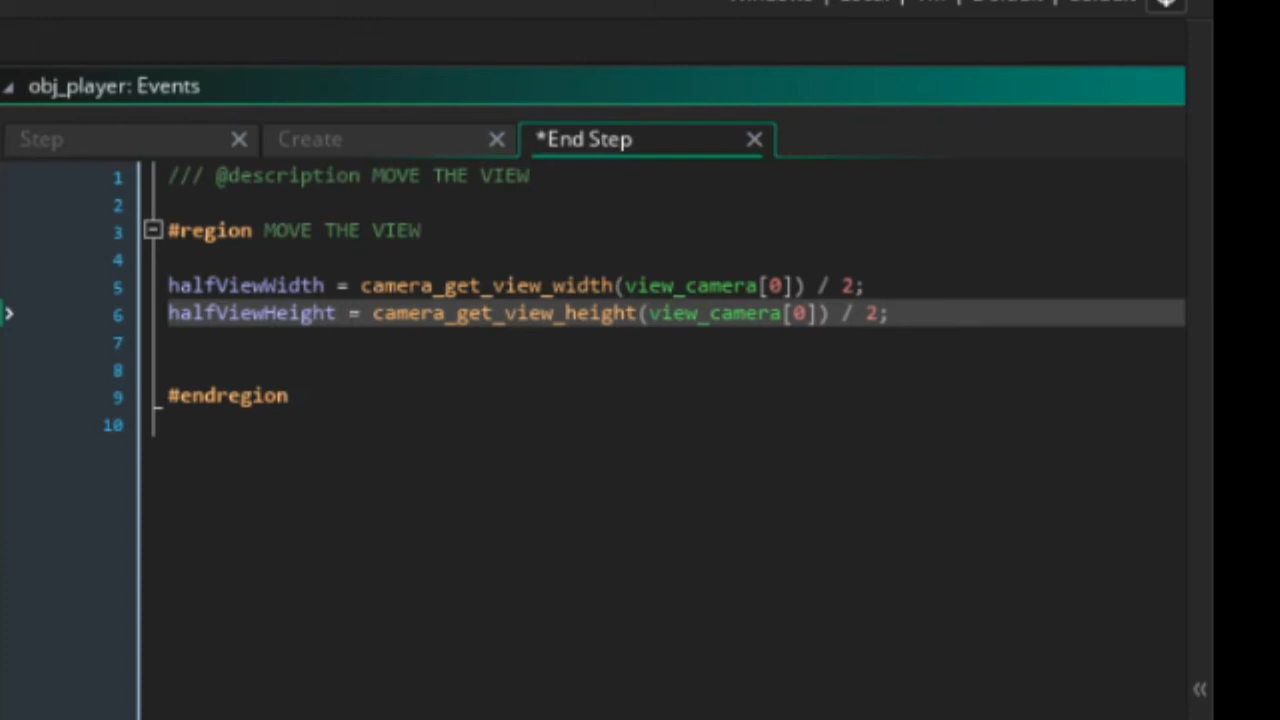 obj_player: Events
Step
Create
*End Step
1 /// @description MOVE THE VIEW
2
3 #region MOVE THE VIEW
4
5 halfViewWidth = camera_get_view_width(view_camera[0]) / 2;
6 halfViewHeight = camera_get_view_height(view_camera[0]) / 2;
7
8
9 #endregion
10